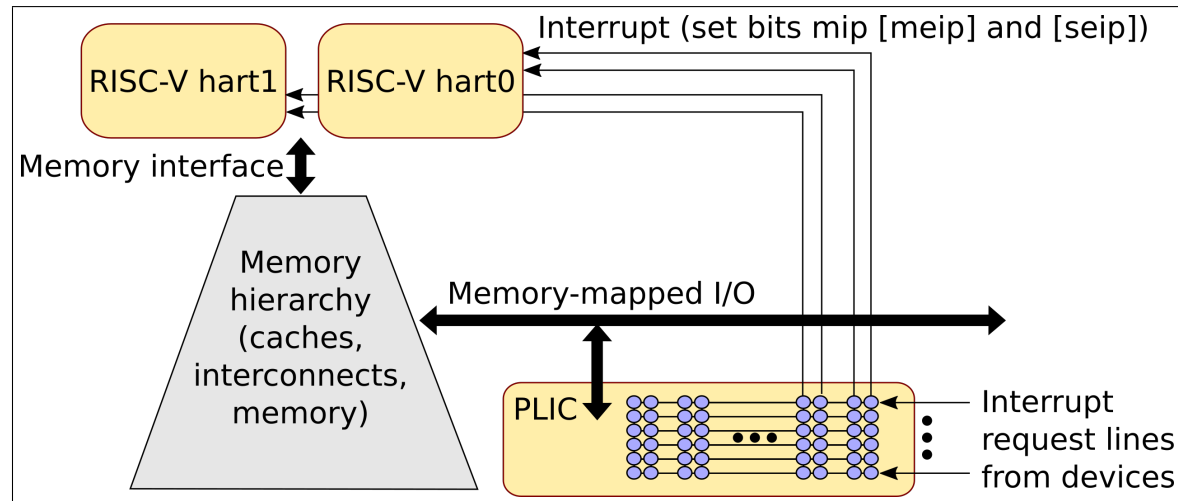 Interrupt (set bits mip [meip] and [seip])
RISC-V hart1
RISC-V hart0
Memory interface
Memory
hierarchy
(caches,
interconnects,
memory)
Memory-mapped I/O
PLIC
Interrupt
request lines
from devices